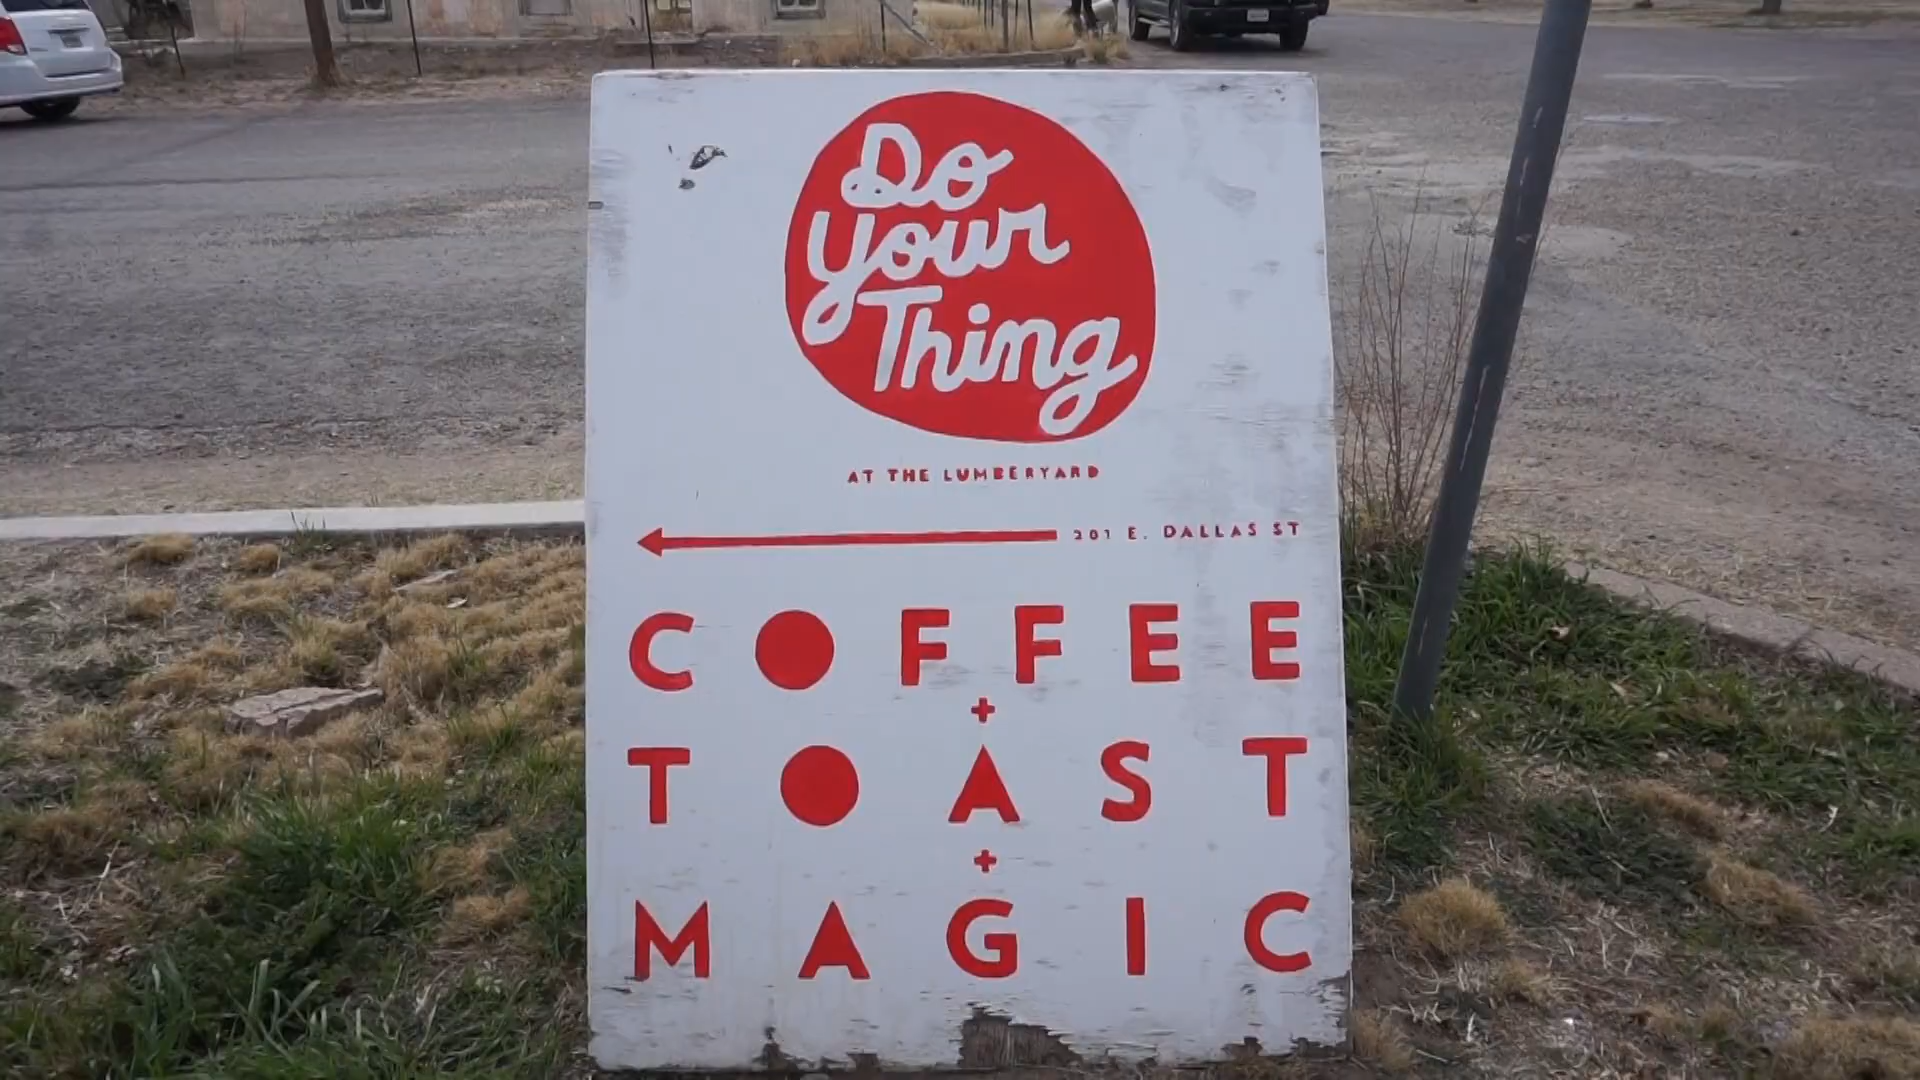 Do
Your
Thing
AT THE LUMBERYARD
201 E. DALLAS ST
COFFEE
+
TOAST
+
MAGIC